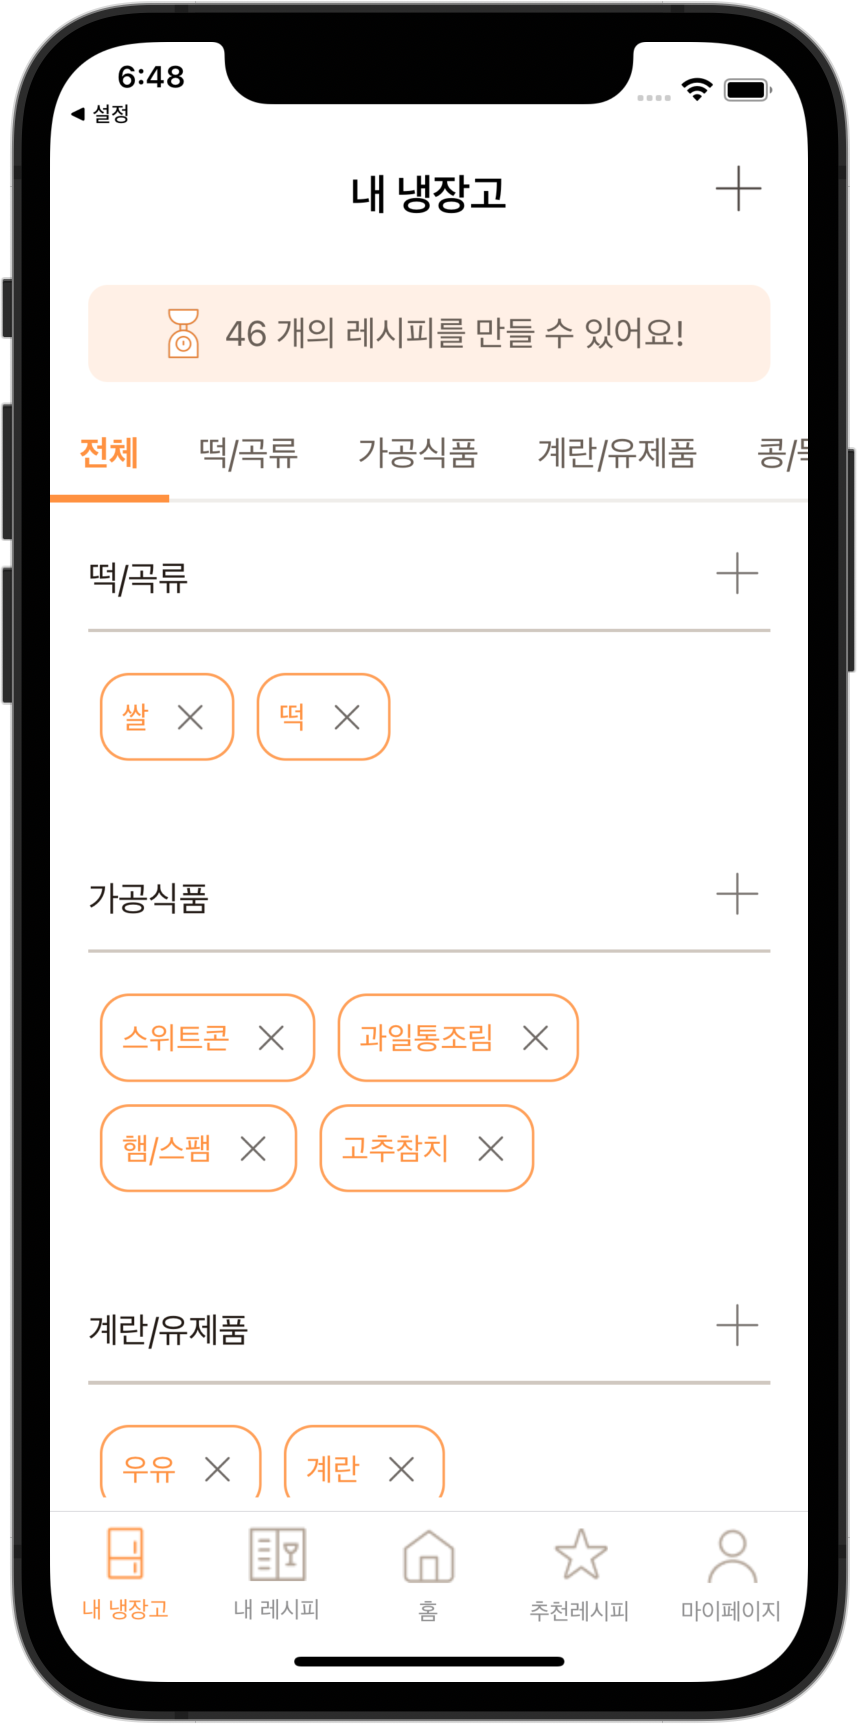 6:48
◀ 설정
내 냉장고
46 개의 레시피를 만들 수 있어요!
전체 떡/곡류 가공식품 계란/유제품 콩/
떡/곡류
쌀 떡
가공식품
스위트콘 과일통조림
햄/스팸 고추참치
계란/유제품
우유 계란
내 냉장고 내 레시피 홈 추천레시피 마이페이지